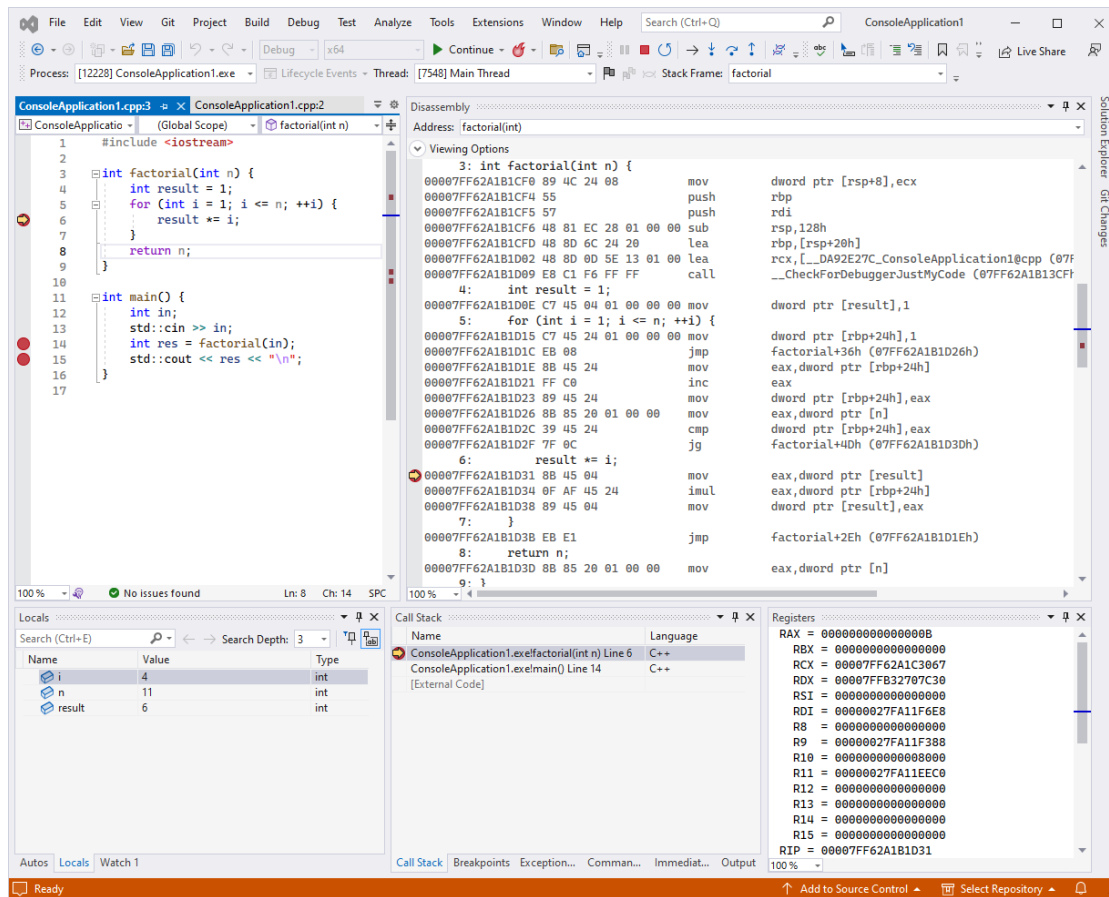 File Edit View Git Project Build Debug Test Analyze Tools Extensions Window Help Search (Ctrl+Q) ConsoleApplication1
Debug x64 Continue Live Share
Process: [12228] ConsoleApplication1.exe Lifecycle Events Thread: [7548] Main Thread Stack Frame: factorial
ConsoleApplication1.cpp:3 ConsoleApplication1.cpp:2
ConsoleApplicatio (Global Scope) factorial(int n)
1 #include <iostream>
2
3 int factorial(int n) {
4 int result = 1;
5 for (int i = 1; i <= n; ++i) {
6 result *= i;
7 }
8 return n;
9 }
10
11 int main() {
12 int in;
13 std::cin >> in;
14 int res = factorial(in);
15 std::cout << res << "\n";
16 }
17
100 % No issues found Ln: 8 Ch: 14 SPC
Disassembly
Address: factorial(int)
Viewing Options
3: int factorial(int n) {
00007FF62A1B1CF0 89 4C 24 08 mov dword ptr [rsp+8],ecx
00007FF62A1B1CF4 55 push rbp
00007FF62A1B1CF5 57 push rdi
00007FF62A1B1CF6 48 81 EC 28 01 00 00 sub rsp,128h
00007FF62A1B1CFD 48 8D 6C 24 20 lea rbp,[rsp+20h]
00007FF62A1B1D02 48 8D 0D 5E 13 01 00 lea rcx,[__DA92E27C_ConsoleApplication1@cpp (07F
00007FF62A1B1D09 E8 C1 F6 FF FF call __CheckForDebuggerJustMyCode (07FF62A1B13CFh
4: int result = 1;
00007FF62A1B1D0E C7 45 04 01 00 00 00 mov dword ptr [result],1
5: for (int i = 1; i <= n; ++i) {
00007FF62A1B1D15 C7 45 24 01 00 00 00 mov dword ptr [rbp+24h],1
00007FF62A1B1D1C EB 08 jmp factorial+36h (07FF62A1B1D26h)
00007FF62A1B1D1E 8B 45 24 mov eax,dword ptr [rbp+24h]
00007FF62A1B1D21 FF C0 inc eax
00007FF62A1B1D23 89 45 24 mov dword ptr [rbp+24h],eax
00007FF62A1B1D26 8B 85 20 01 00 00 mov eax,dword ptr [n]
00007FF62A1B1D2C 39 45 24 cmp dword ptr [rbp+24h],eax
00007FF62A1B1D2F 7F 0C jg factorial+4Dh (07FF62A1B1D3Dh)
6: result *= i;
00007FF62A1B1D31 8B 45 04 mov eax,dword ptr [result]
00007FF62A1B1D34 0F AF 45 24 imul eax,dword ptr [rbp+24h]
00007FF62A1B1D38 89 45 04 mov dword ptr [result],eax
7: }
00007FF62A1B1D3B EB E1 jmp factorial+2Eh (07FF62A1B1D1Eh)
8: return n;
00007FF62A1B1D3D 8B 85 20 01 00 00 mov eax,dword ptr [n]
9: }
100 %
Solution Explorer
Git Changes
Locals
Search (Ctrl+E) Search Depth: 3
Name Value Type
i 4 int
n 11 int
result 6 int
Autos Locals Watch 1
Call Stack
Name Language
ConsoleApplication1.exe!factorial(int n) Line 6 C++
ConsoleApplication1.exe!main() Line 14 C++
[External Code]
Call Stack Breakpoints Exception... Comman... Immediat... Output
Registers
RAX = 000000000000000B
RBX = 0000000000000000
RCX = 00007FF62A1C3067
RDX = 00007FFB32707C30
RSI = 0000000000000000
RDI = 00000027FA11F6E8
R8 = 0000000000000000
R9 = 00000027FA11F388
R10 = 0000000000008000
R11 = 00000027FA11EEC0
R12 = 0000000000000000
R13 = 0000000000000000
R14 = 0000000000000000
R15 = 0000000000000000
RIP = 00007FF62A1B1D31
100 %
Ready Add to Source Control Select Repository